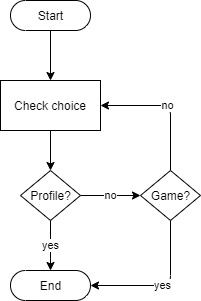 Start
Check choice
no
Profile?
no
Game?
yes
End
yes